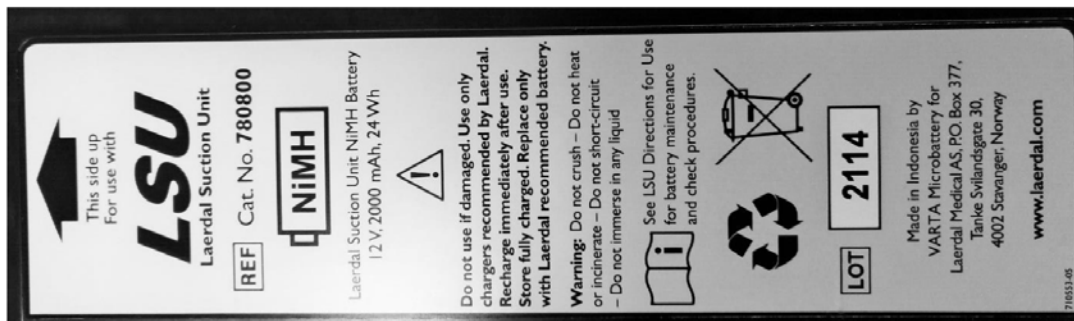 This side up
For use with
LSU
Laerdal Suction Unit
REF Cat. No. 780800
NiMH
Laerdal Suction Unit NiMH Battery
12 V, 2000 mAh, 24 Wh
Do not use if damaged. Use only
chargers recommended by Laerdal.
Recharge immediately after use.
Store fully charged. Replace only
with Laerdal recommended battery.
Warning: Do not crush – Do not heat
or incinerate – Do not short-circuit
– Do not immerse in any liquid
i
See LSU Directions for Use
for battery maintenance
and check procedures.
LOT 2114
Made in Indonesia by
VARTA Microbattery for
Laerdal Medical AS, P.O. Box 377,
Tanke Svilandsgate 30,
4002 Stavanger, Norway
www.laerdal.com
710553-05